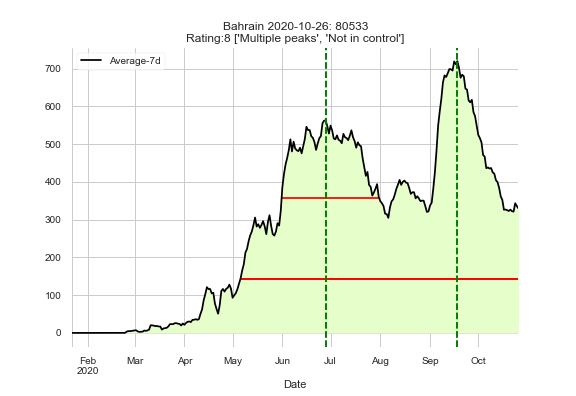 Bahrain 2020-10-26: 80533
Rating:8 ['Multiple peaks', 'Not in control']
Average-7d
700
600
500
400
300
200
100
0
Feb Mar Apr May Jun Jul Aug Sep Oct
2020
Date